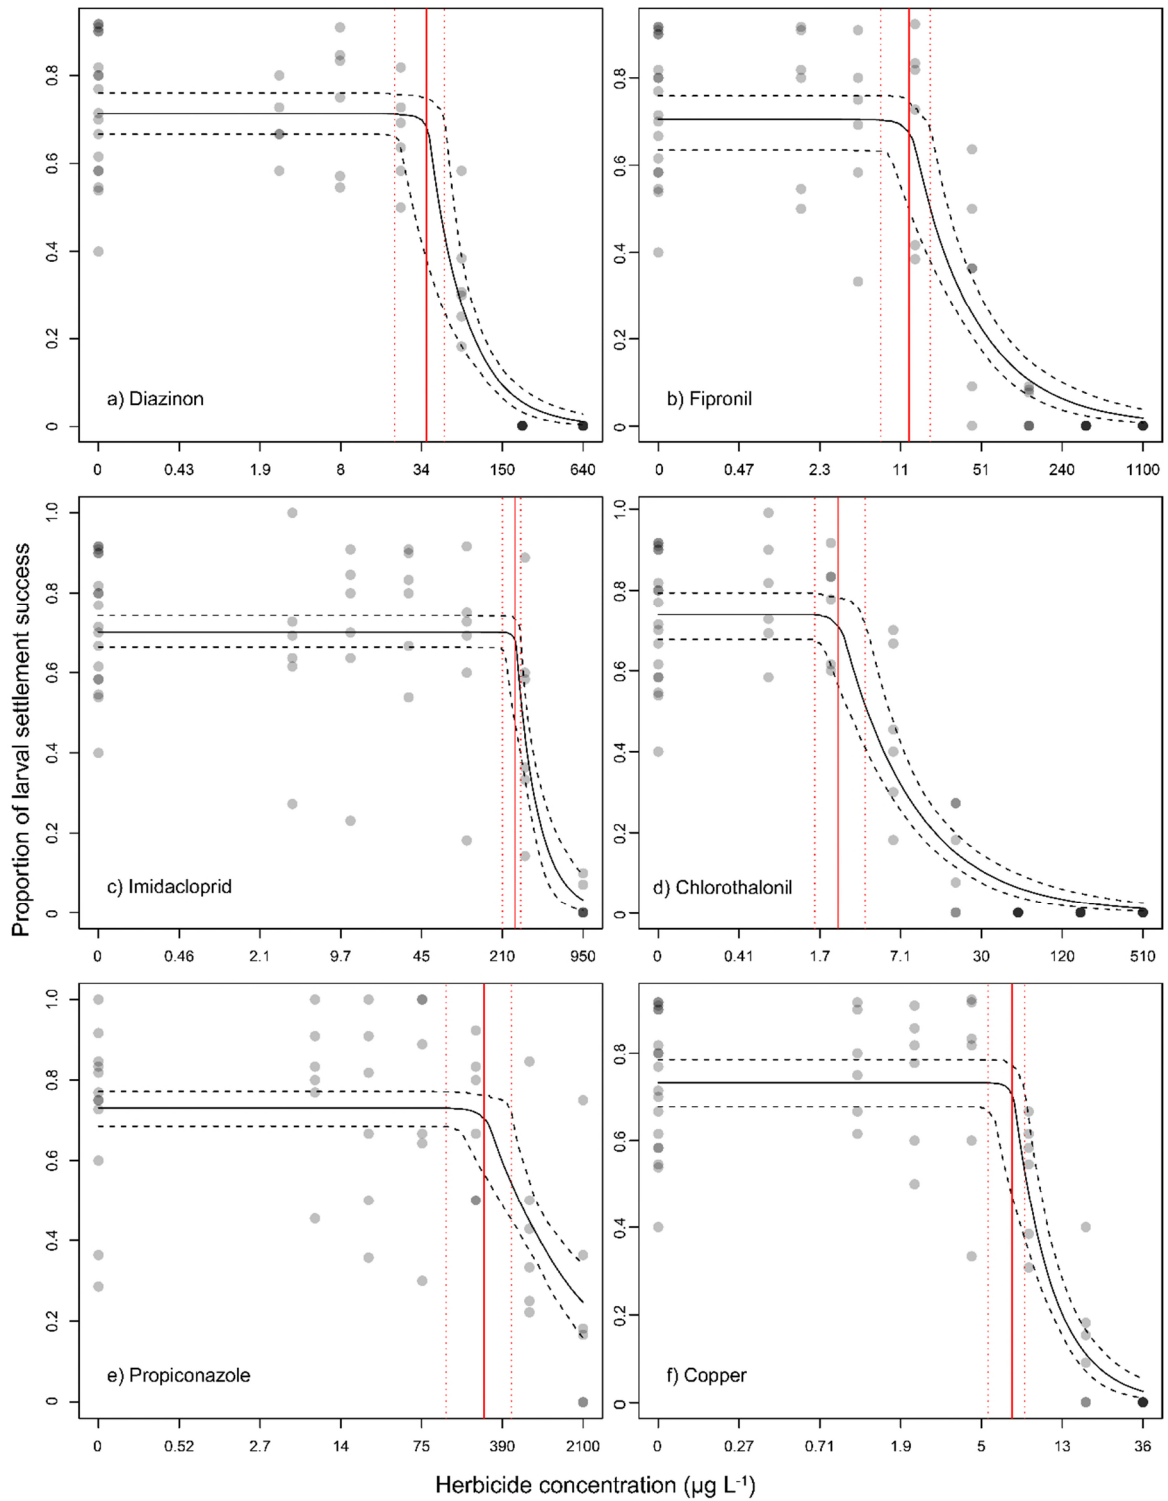 0.8
0.6
0.4
0.2
0
a) Diazinon
0 0.43 1.9 8 34 150 640
0.8
0.6
0.4
0.2
0
b) Fipronil
0 0.47 2.3 11 51 240 1100
1.0
0.8
0.6
0.4
0.2
0
c) Imidacloprid
0 0.46 2.1 9.7 45 210 950
1.0
0.8
0.6
0.4
0.2
0
d) Chlorothalonil
0 0.41 1.7 7.1 30 120 510
1.0
0.8
0.6
0.4
0.2
0
e) Propiconazole
0 0.52 2.7 14 75 390 2100
0.8
0.6
0.4
0.2
0
f) Copper
0 0.27 0.71 1.9 5 13 36
Proportion of larval settlement success
Herbicide concentration (µg L⁻¹)